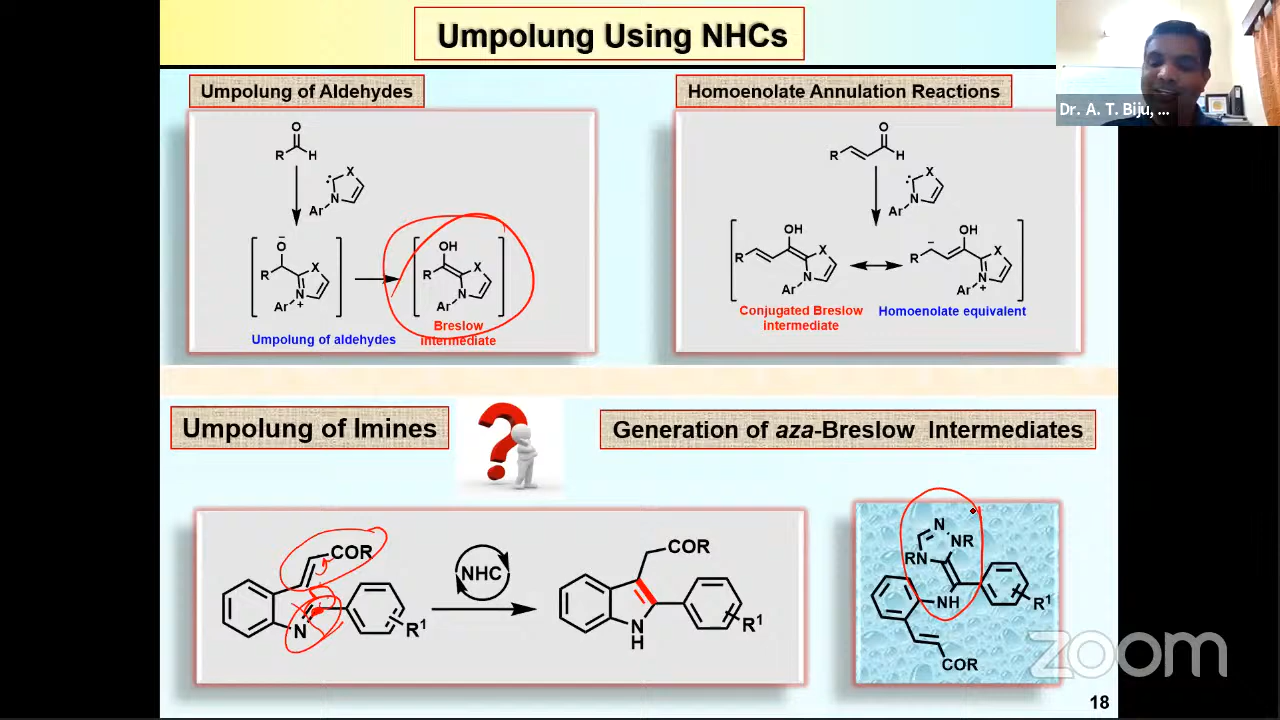 Umpolung Using NHCs
Dr. A. T. Biju, ...
Umpolung of Aldehydes
Homoenolate Annulation Reactions
O
R
H
X
N
Ar
O
R
H
X
N
Ar
O
R
X
N
Ar
+
OH
R
X
N
Ar
OH
R
X
N
Ar
OH
R
X
N
Ar
+
Umpolung of aldehydes
Breslow
intermediate
Conjugated Breslow
intermediate
Homoenolate equivalent
Umpolung of Imines
Generation of aza-Breslow Intermediates
COR
N
R¹
NHC
COR
N
H
R¹
N
NR
RN
NH
R¹
COR
zoom
18